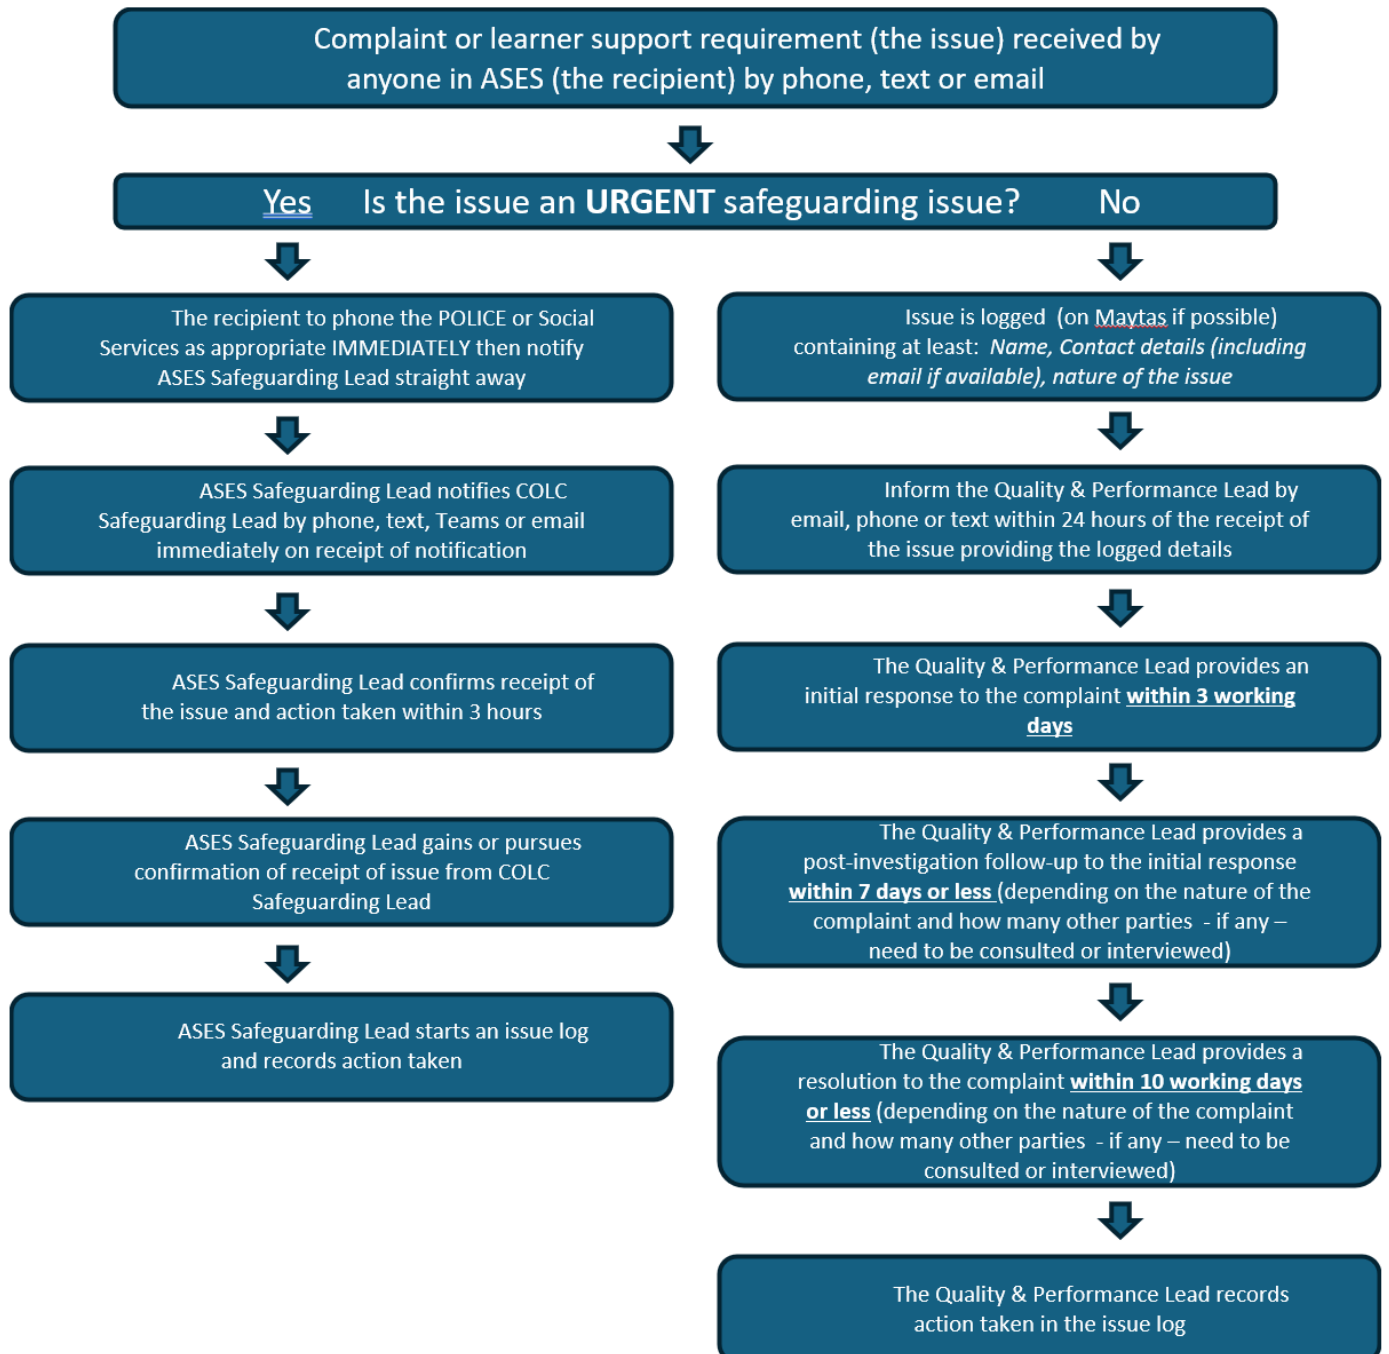 Complaint or learner support requirement (the issue) received by
anyone in ASES (the recipient) by phone, text or email
Yes Is the issue an URGENT safeguarding issue? No
The recipient to phone the POLICE or Social
Services as appropriate IMMEDIATELY then notify
ASES Safeguarding Lead straight away
ASES Safeguarding Lead notifies COLC
Safeguarding Lead by phone, text, Teams or email
immediately on receipt of notification
ASES Safeguarding Lead confirms receipt of
the issue and action taken within 3 hours
ASES Safeguarding Lead gains or pursues
confirmation of receipt of issue from COLC
Safeguarding Lead
ASES Safeguarding Lead starts an issue log
and records action taken
Issue is logged (on Maytas if possible)
containing at least: Name, Contact details (including
email if available), nature of the issue
Inform the Quality & Performance Lead by
email, phone or text within 24 hours of the receipt of
the issue providing the logged details
The Quality & Performance Lead provides an
initial response to the complaint within 3 working
days
The Quality & Performance Lead provides a
post-investigation follow-up to the initial response
within 7 days or less (depending on the nature of the
complaint and how many other parties - if any –
need to be consulted or interviewed)
The Quality & Performance Lead provides a
resolution to the complaint within 10 working days
or less (depending on the nature of the complaint
and how many other parties - if any – need to be
consulted or interviewed)
The Quality & Performance Lead records
action taken in the issue log